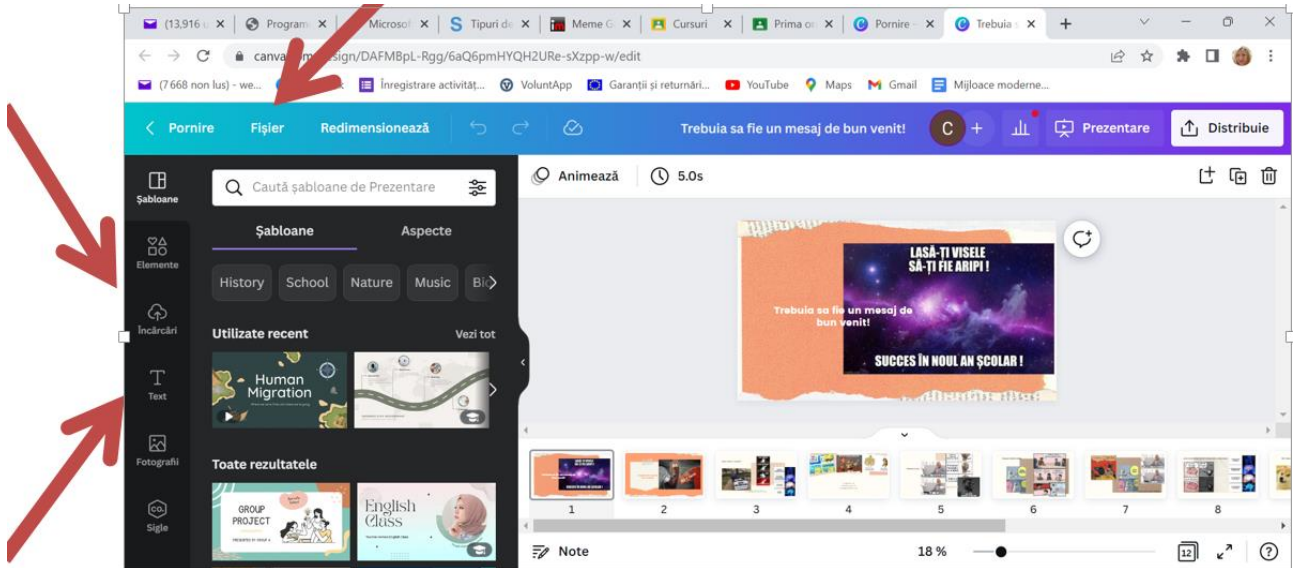 (13,916 u
Program
Microsof
Tipuri de
Meme G
Cursuri
Prima or
Pornire -
Trebuia s
sign/DAFMBpL-Rgg/6aQ6pmHYQH2URe-sXzpp-w/edit
(7 668 non lus) - we...
Înregistrare activităț...
VoluntApp
Garanții și returnări...
YouTube
Maps
Gmail
Mijloace moderne...
Pornire
Fișier
Redimensionează
Trebuia sa fie un mesaj de bun venit!
C
+
Prezentare
Distribuie
Șabloane
Elemente
Încărcări
Text
Fotografii
CO.
Sigle
Caută șabloane de Prezentare
Șabloane
Aspecte
History
School
Nature
Music
Utilizate recent
Vezi tot
Human
Migration
Toate rezultatele
GROUP
PROJECT
English
Class
Animează
5.0s
LASĂ-TI VISELE
SĂ-ȚI FIE ARIPI !
Trebuia sa fie un mesaj de
bun venit!
SUCCES ÎN NOUL AN ȘCOLAR !
1
2
3
4
5
6
7
8
Note
18 %
12